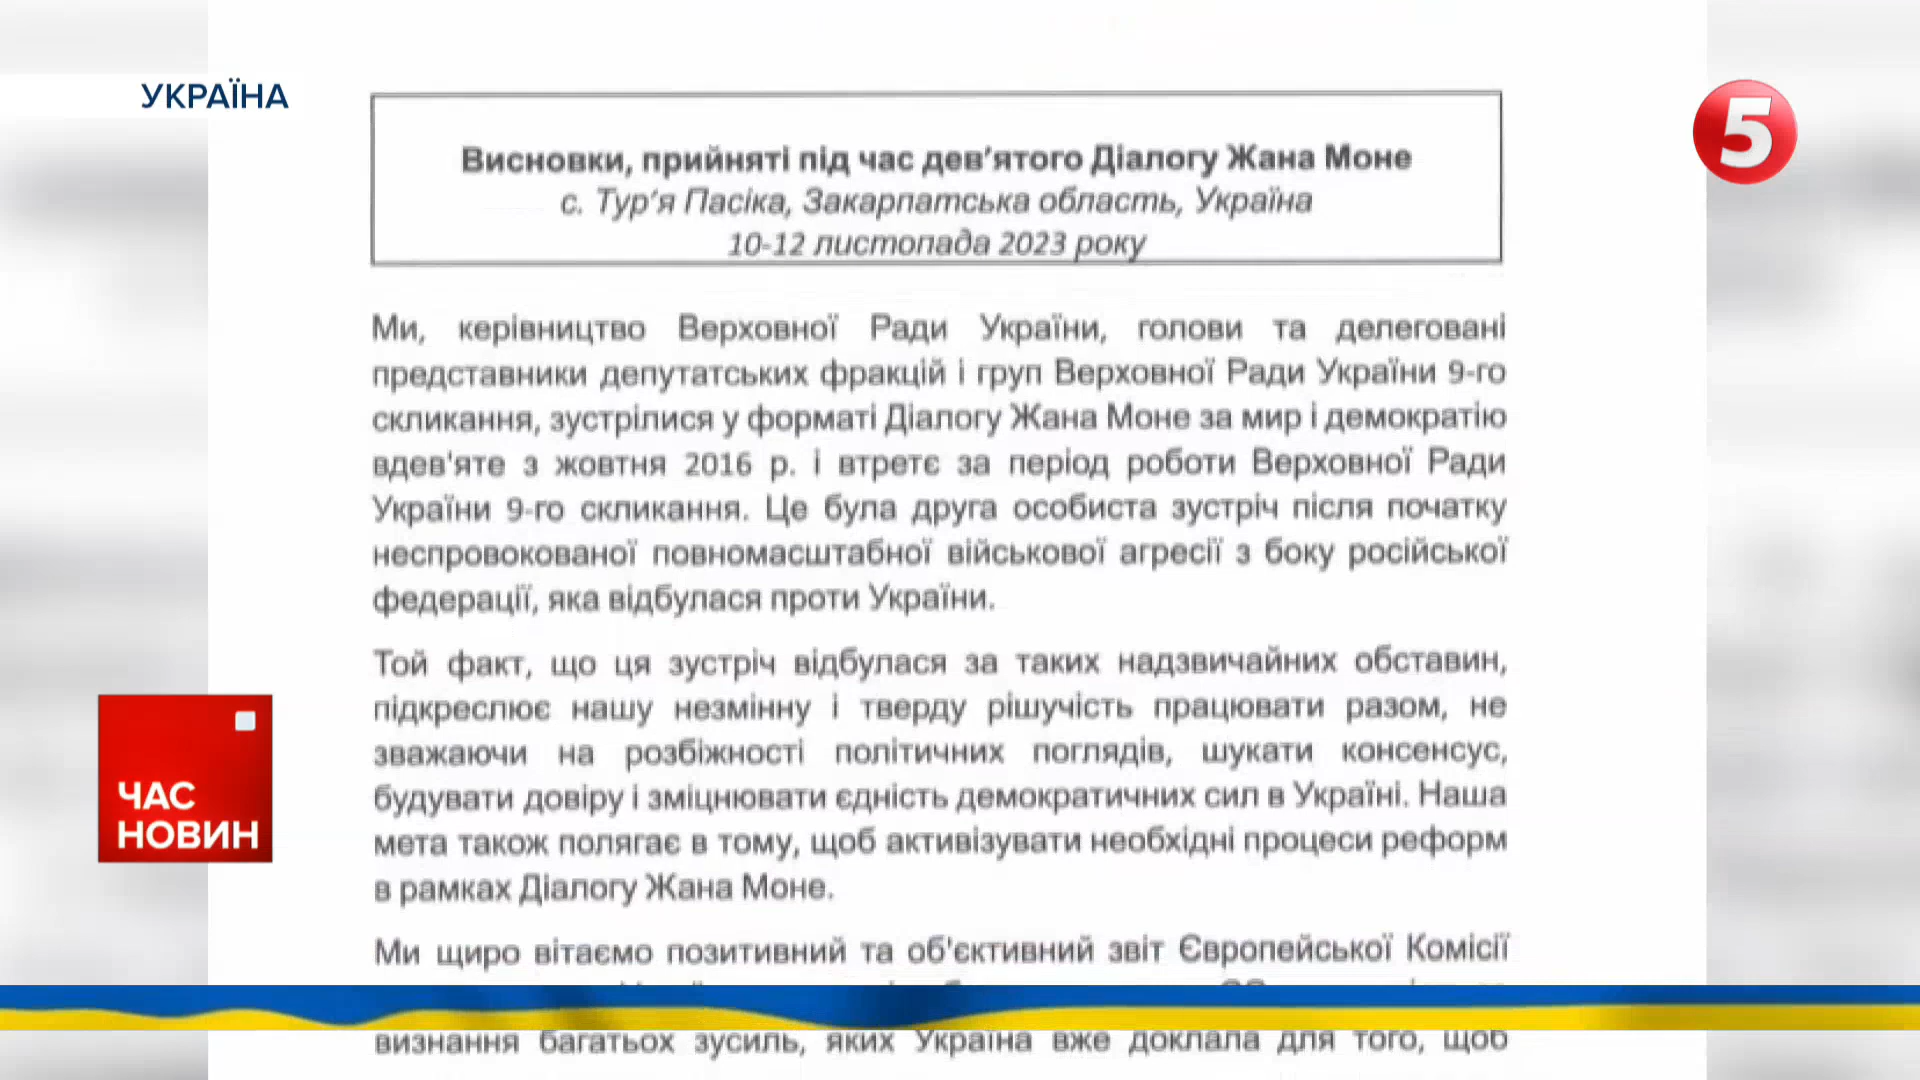 УКРАЇНА
5
Висновки, прийняті під час дев’ятого Діалогу Жана Моне
с. Тур’я Пасіка, Закарпатська область, Україна
10-12 листопада 2023 року
Ми, керівництво Верховної Ради України, голови та делеговані
представники депутатських фракцій і груп Верховної Ради України 9-го
скликання, зустрілися у форматі Діалогу Жана Моне за мир і демократію
вдев'яте з жовтня 2016 р. і втретє за період роботи Верховної Ради
України 9-го скликання. Це була друга особиста зустріч після початку
неспровокованої повномасштабної військової агресії з боку російської
федерації, яка відбулася проти України.
Той факт, що ця зустріч відбулася за таких надзвичайних обставин,
підкреслює нашу незмінну і тверду рішучість працювати разом, не
зважаючи на розбіжності політичних поглядів, шукати консенсус,
будувати довіру і зміцнювати єдність демократичних сил в Україні. Наша
мета також полягає в тому, щоб активізувати необхідні процеси реформ
в рамках Діалогу Жана Моне.
Ми щиро вітаємо позитивний та об'єктивний звіт Європейської Комісії
визнання багатьох зусиль, яких Україна вже доклала для того, щоб
ЧАС
НОВИН